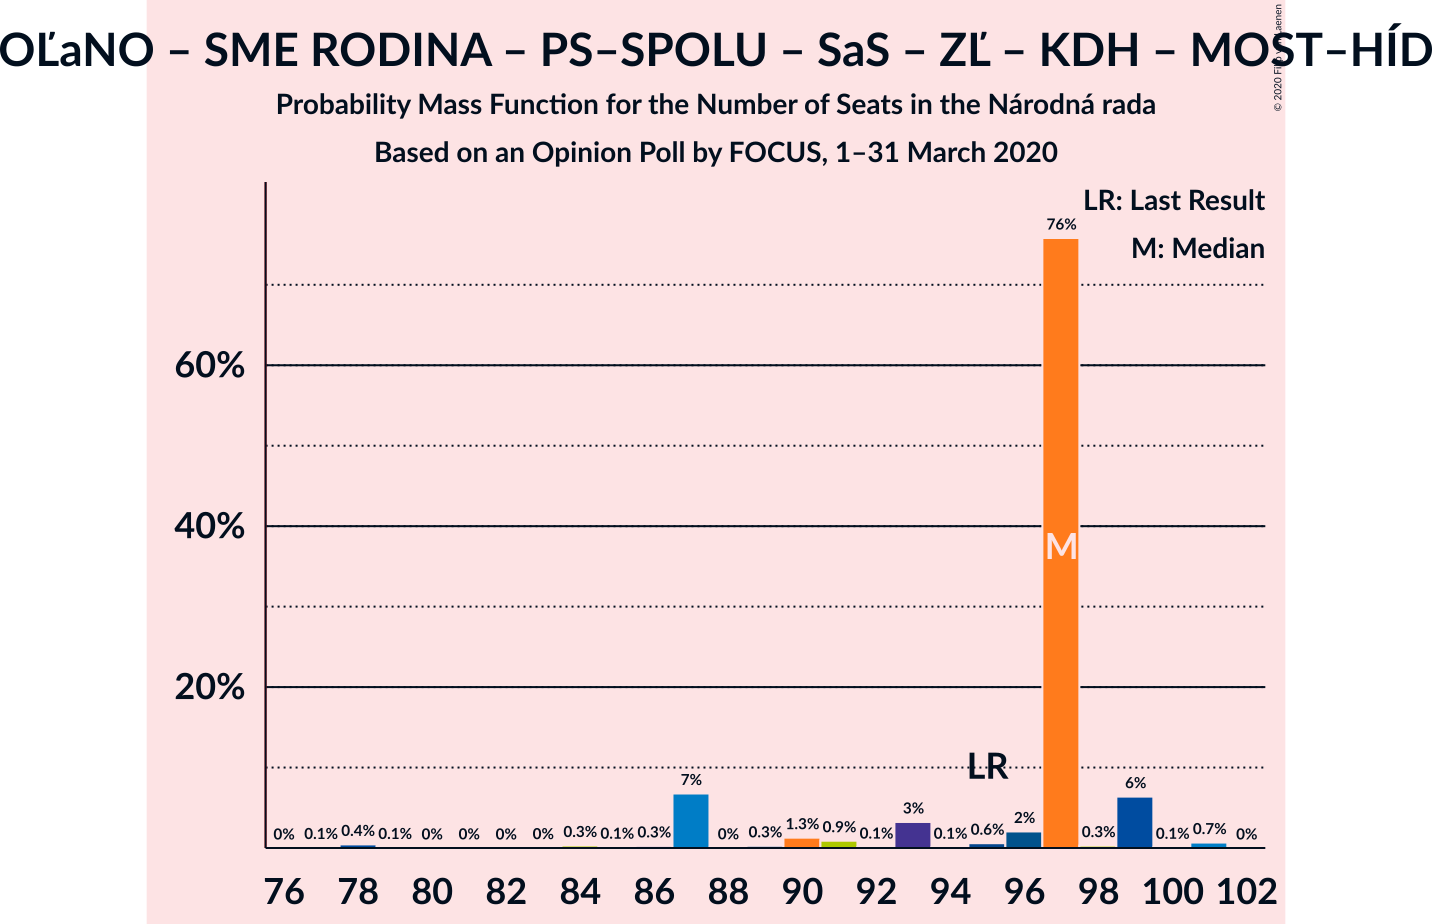 OĽaNO – SME RODINA – PS–SPOLU – SaS – ZĽ – KDH – MOST–HÍD
Probability Mass Function for the Number of Seats in the Národná rada
Based on an Opinion Poll by FOCUS, 1–31 March 2020
© 2020
LR: Last Result
M: Median
76%
60%
40%
M
20%
LR
0% 0.1% 0.4% 0.1% 0% 0% 0% 0% 0.3% 0.1% 0.3% 7% 0% 0.3% 1.3% 0.9% 0.1% 3% 0.1% 0.6% 2% 0.3% 6% 0.1% 0.7% 0%
76 78 80 82 84 86 88 90 92 94 96 98 100 102